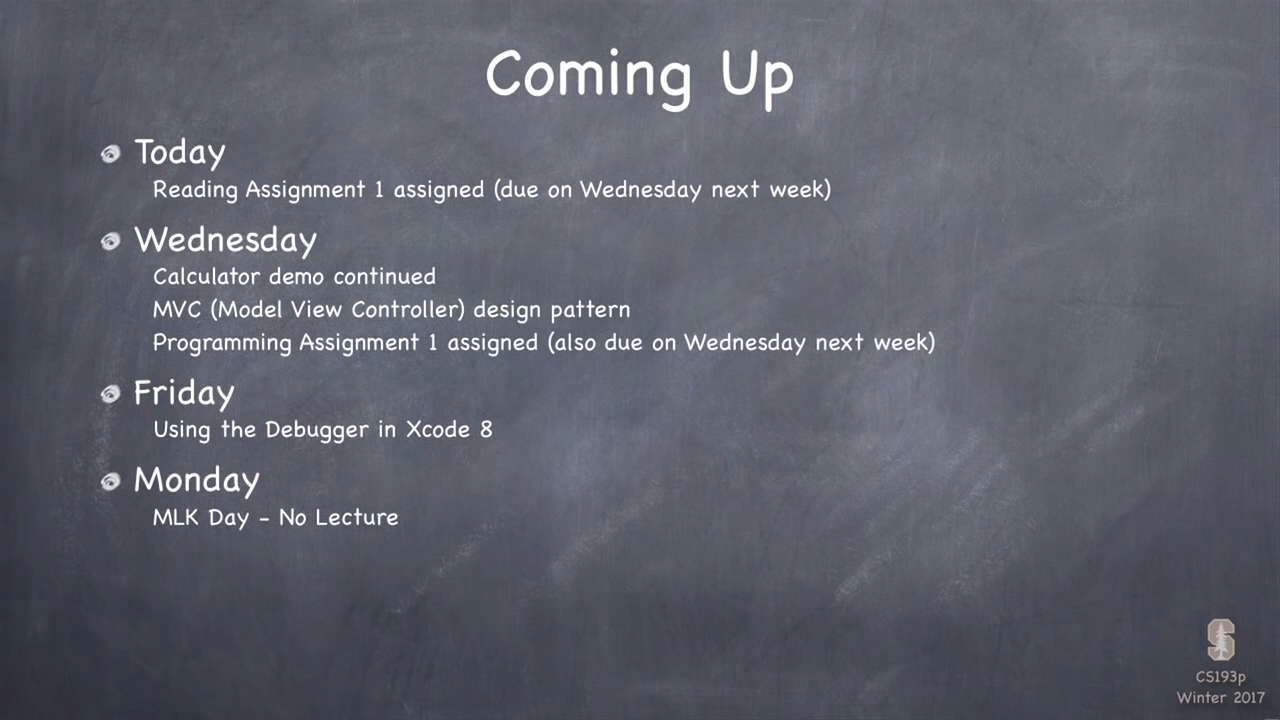 Coming Up
Today
Reading Assignment 1 assigned (due on Wednesday next week)
Wednesday
Calculator demo continued
MVC (Model View Controller) design pattern
Programming Assignment 1 assigned (also due on Wednesday next week)
Friday
Using the Debugger in Xcode 8
Monday
MLK Day - No Lecture
CS193p
Winter 2017